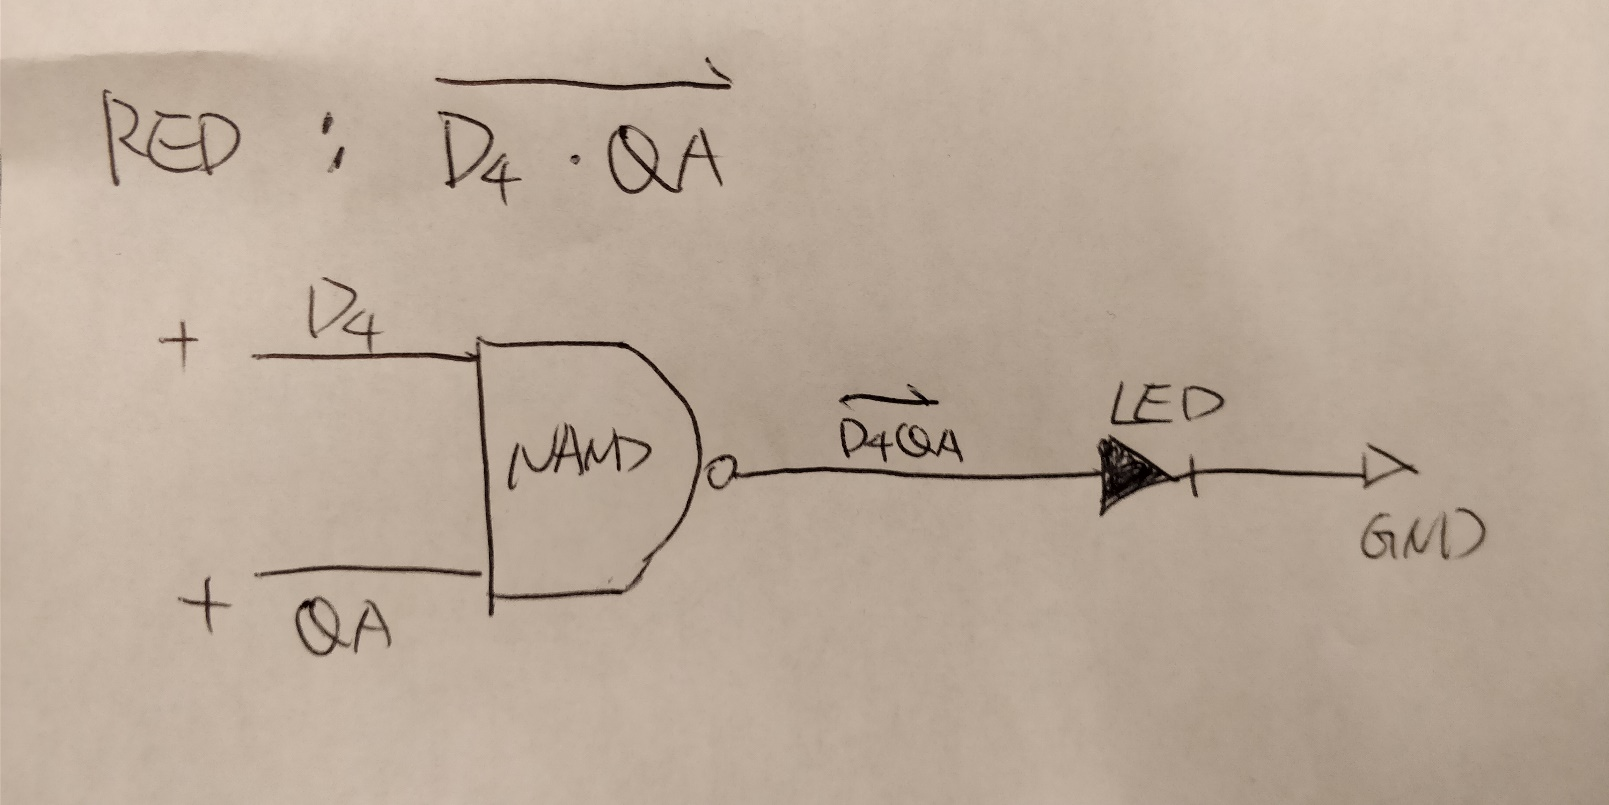 RED : D4 · QA
+ D4
NAND
D4QA
LED
+ QA
GND